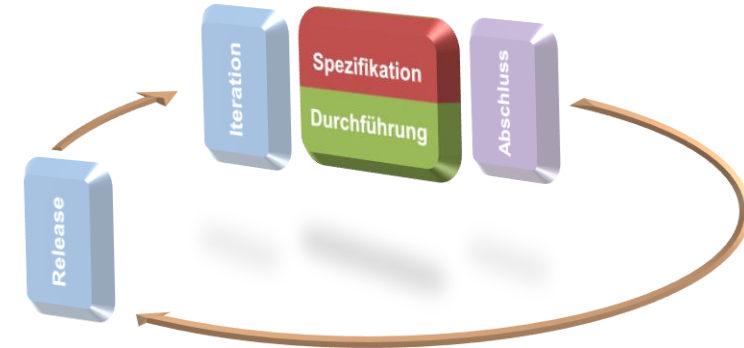 Release
Iteration
Spezifikation
Durchführung
Abschluss